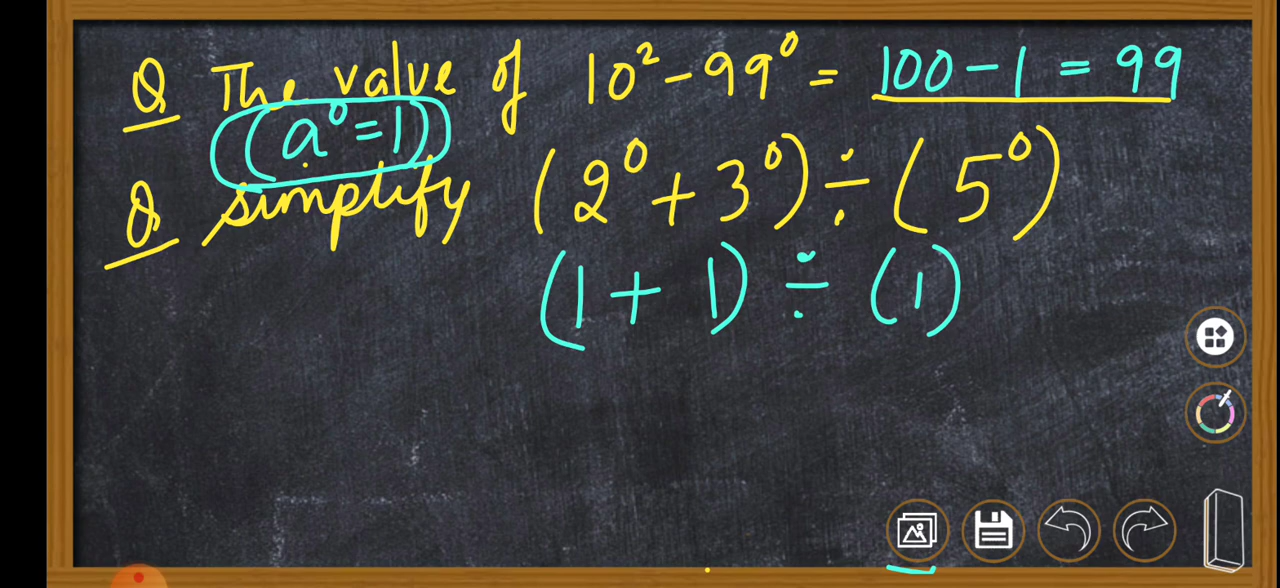 Q The value of 10² - 99⁰ = 100 - 1 = 99
((a⁰ = 1))
Q simplify (2⁰ + 3⁰) ÷ (5⁰)
(1 + 1) ÷ (1)